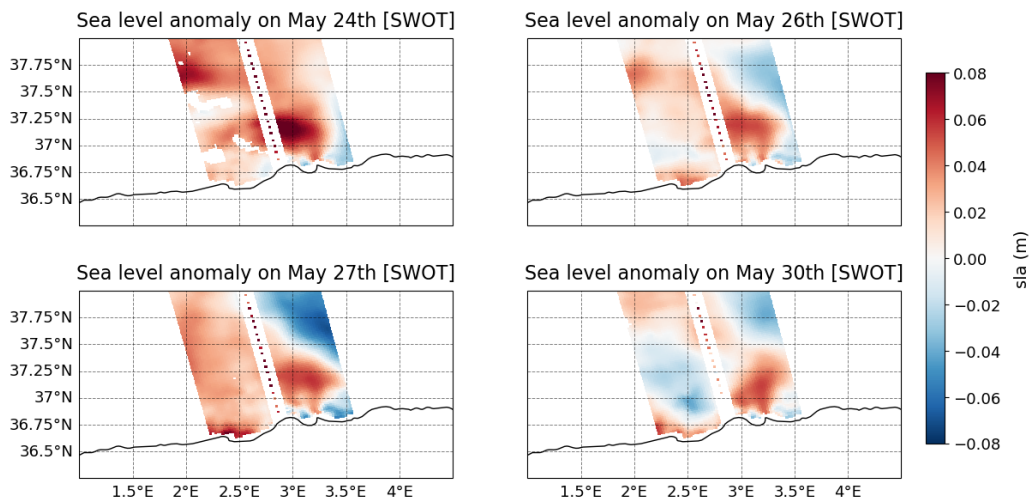 Sea level anomaly on May 24th [SWOT]
Sea level anomaly on May 26th [SWOT]
37.75°N
37.5°N
37.25°N
37°N
36.75°N
36.5°N
Sea level anomaly on May 27th [SWOT]
Sea level anomaly on May 30th [SWOT]
37.75°N
37.5°N
37.25°N
37°N
36.75°N
36.5°N
1.5°E 2°E 2.5°E 3°E 3.5°E 4°E
1.5°E 2°E 2.5°E 3°E 3.5°E 4°E
0.08
0.06
0.04
0.02
0.00
−0.02
−0.04
−0.06
−0.08
sla (m)